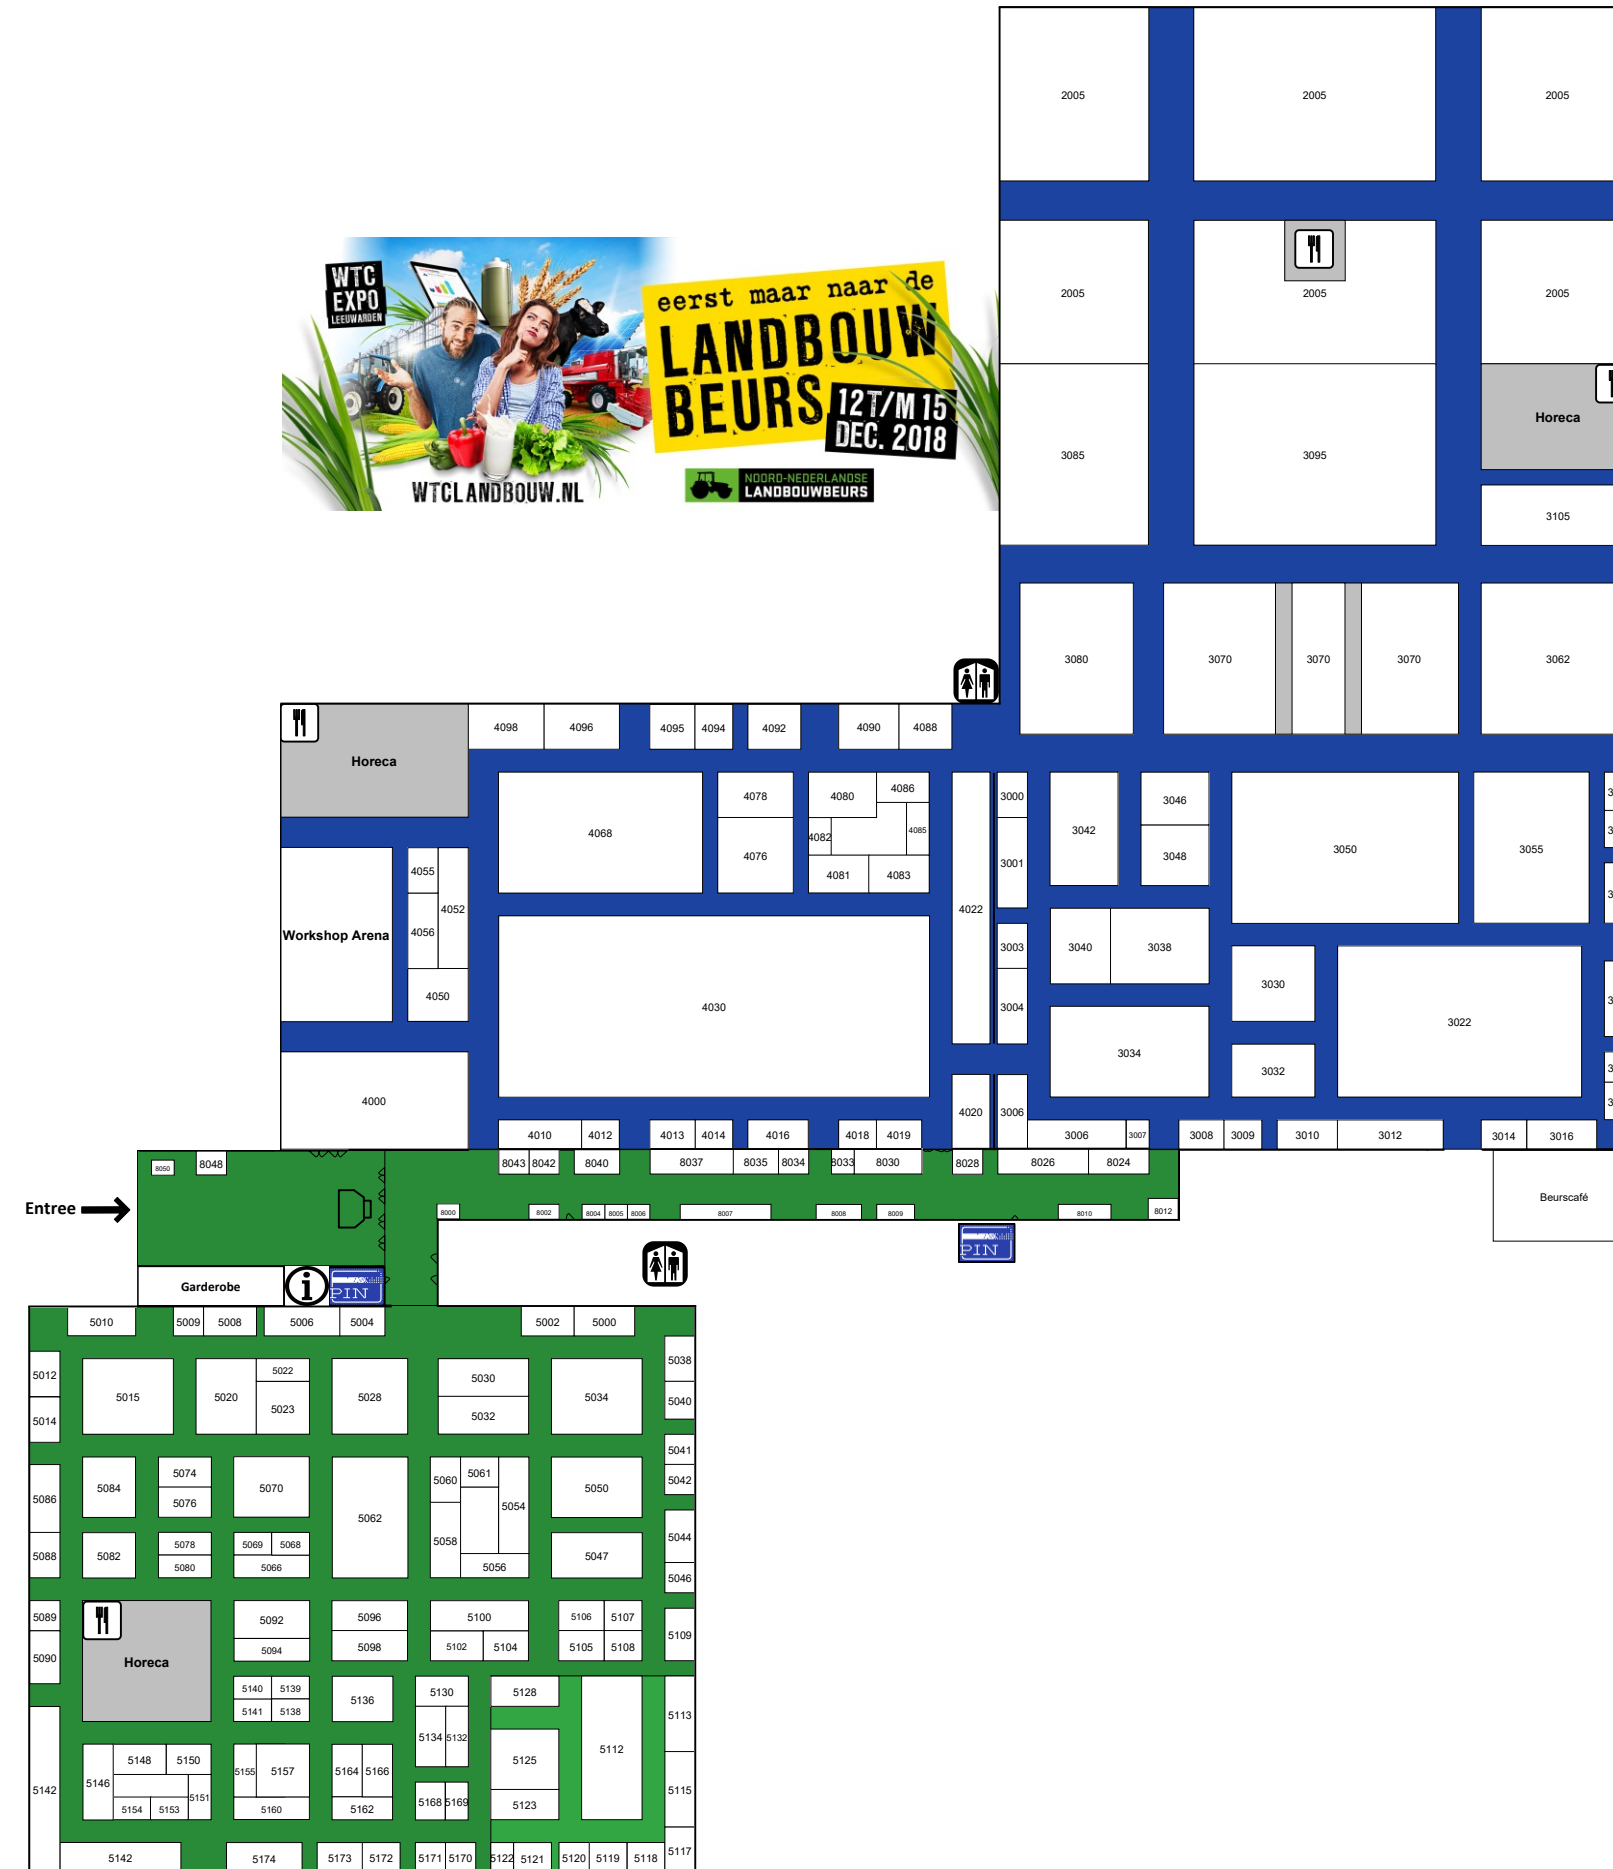 2005 2005 2005
WTC
EXPO
LEEUWARDEN
eerst maar naar de
LANDBOUW
BEURS
12 T/M 15
DEC. 2018
WTCLANDBOUW.NL
NOORD-NEDERLANDSE
LANDBOUWBEURS
2005 2005 2005
Horeca
3085 3095
3105
3080 3070 3070 3070 3062
4098 4096 4095 4094 4092 4090 4088
Horeca
4078 4080 4086 3000 3046
4068 4082 4085 3042
4076 3048 3050 3055
4055 4081 4083 3001
4052 4022
4056 3003 3040 3038
Workshop Arena
4050 3030
4030 3004 3022
3034
3032
4000 4020 3006
4010 4012 4013 4014 4016 4018 4019 3006 3007 3008 3009 3010 3012 3014 3016
8050 8048 8043 8042 8040 8037 8035 8034 8033 8030 8028 8026 8024
Beurscafé
Entree
8000 8002 8004 8005 8006 8007 8008 8009 8010 8012
PIN
Garderobe
i
PIN
5010 5009 5008 5006 5004 5002 5000
5038
5012 5022 5030
5015 5020 5028 5034
5023 5040
5014 5032
5041
5074 5060 5061 5042
5084 5070 5050
5086 5076 5054
5062
5044
5078 5069 5068 5058
5088 5082 5047
5080 5066 5056
5046
5089 5092 5096 5100 5106 5107
5109
5094 5098 5102 5104 5105 5108
5090 Horeca
5140 5139 5136 5130 5128
5141 5138 5113
5134 5132
5112
5148 5150 5125
5146 5155 5157 5164 5166
5142 5151 5115
5154 5153 5160 5162 5168 5169 5123
5142 5174 5173 5172 5171 5170 5122 5121 5120 5119 5118 5117